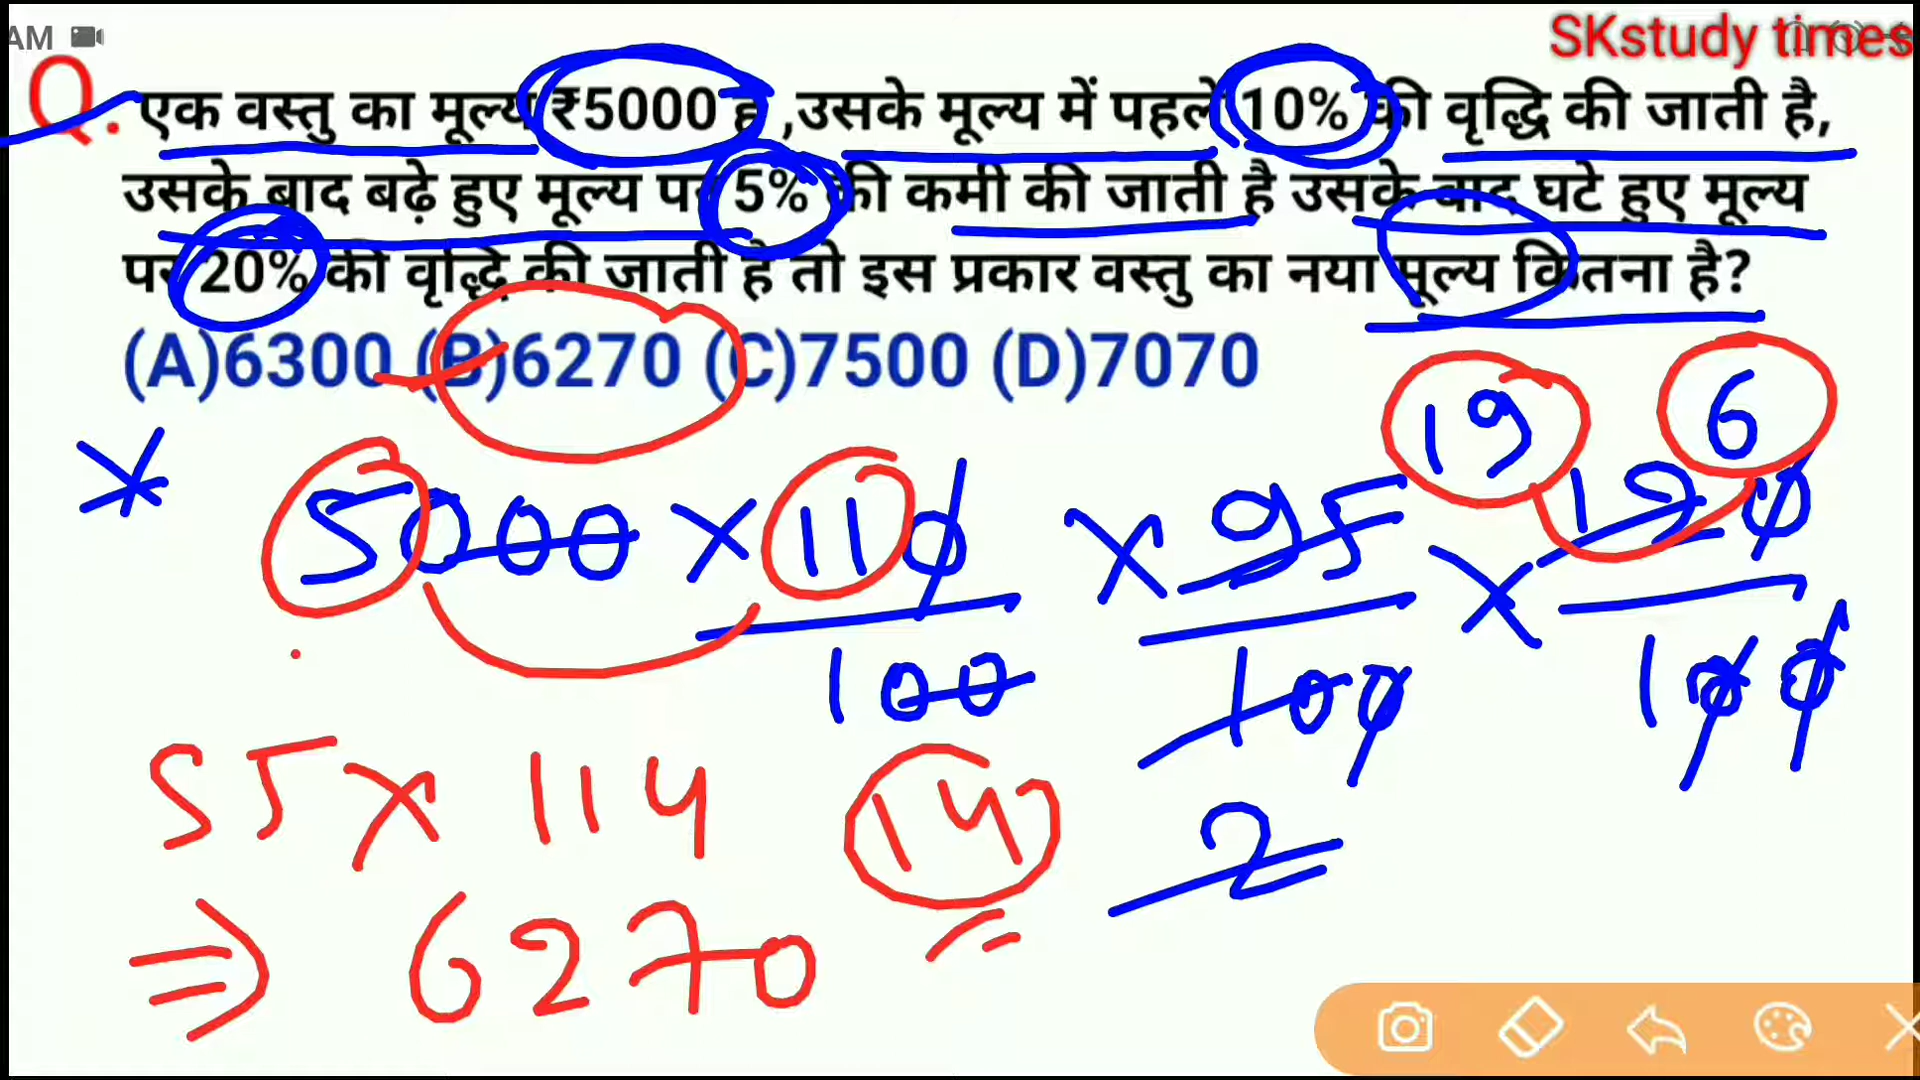 AM
SKstudy times
Q. एक वस्तु का मूल्य ₹5000 है ,उसके मूल्य में पहले 10% की वृद्धि की जाती है,
उसके बाद बढ़े हुए मूल्य पर 5% की कमी की जाती है उसके बाद घटे हुए मूल्य
पर 20% की वृद्धि की जाती है तो इस प्रकार वस्तु का नया मूल्य कितना है?
(A)6300 (B)6270 (C)7500 (D)7070
19 6
5000 × 110 × 95 × 120
100 100 100
2
55 × 114 14
⇒ 6270